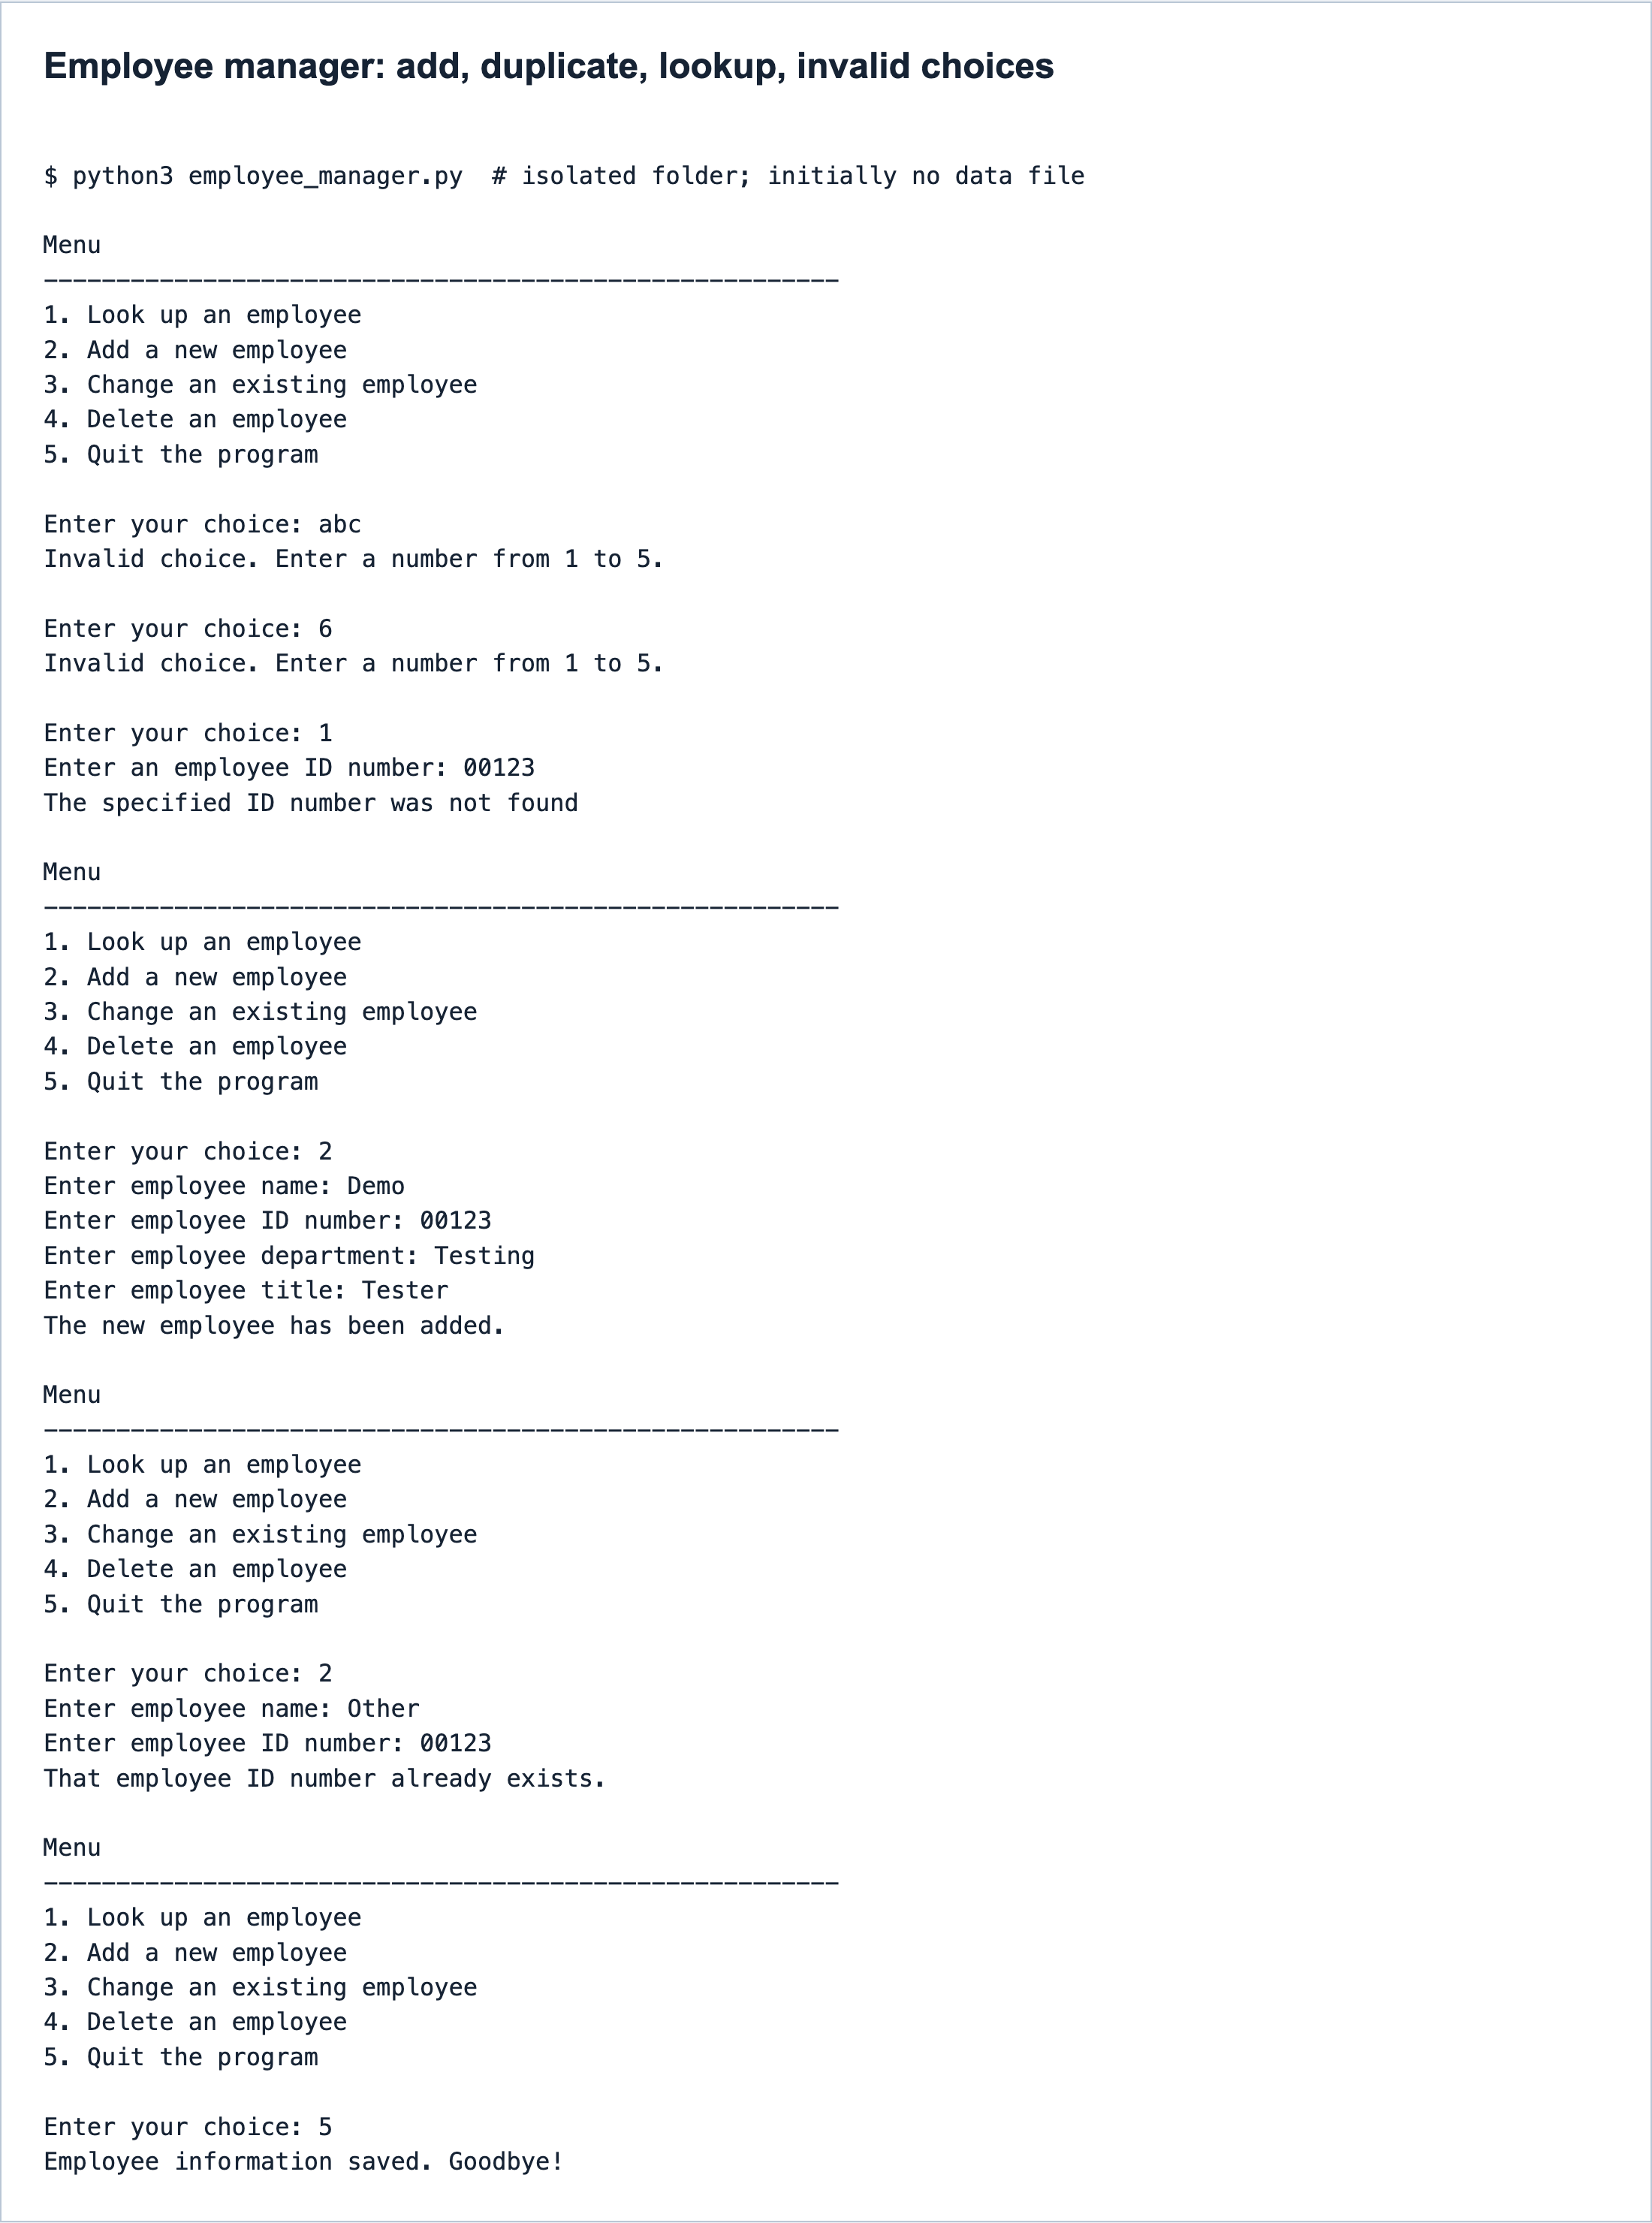 Employee manager: add, duplicate, lookup, invalid choices
$ python3 employee_manager.py  # isolated folder; initially no data file
Menu
-------------------------------------------------------
1. Look up an employee
2. Add a new employee
3. Change an existing employee
4. Delete an employee
5. Quit the program
Enter your choice: abc
Invalid choice. Enter a number from 1 to 5.
Enter your choice: 6
Invalid choice. Enter a number from 1 to 5.
Enter your choice: 1
Enter an employee ID number: 00123
The specified ID number was not found
Menu
-------------------------------------------------------
1. Look up an employee
2. Add a new employee
3. Change an existing employee
4. Delete an employee
5. Quit the program
Enter your choice: 2
Enter employee name: Demo
Enter employee ID number: 00123
Enter employee department: Testing
Enter employee title: Tester
The new employee has been added.
Menu
-------------------------------------------------------
1. Look up an employee
2. Add a new employee
3. Change an existing employee
4. Delete an employee
5. Quit the program
Enter your choice: 2
Enter employee name: Other
Enter employee ID number: 00123
That employee ID number already exists.
Menu
-------------------------------------------------------
1. Look up an employee
2. Add a new employee
3. Change an existing employee
4. Delete an employee
5. Quit the program
Enter your choice: 5
Employee information saved. Goodbye!